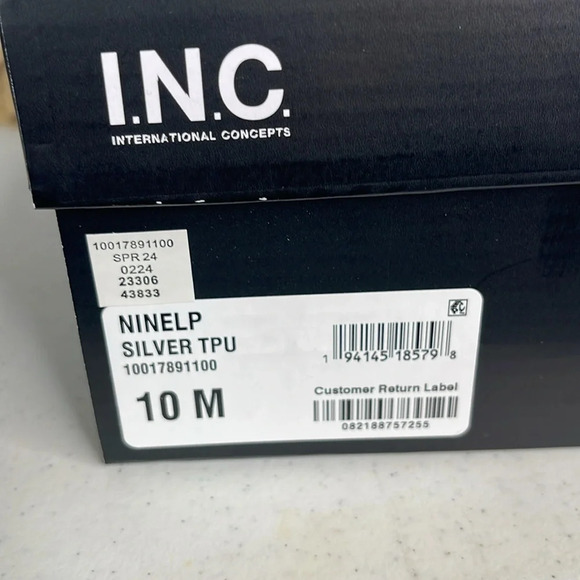 I.N.C.
INTERNATIONAL CONCEPTS
10017891100
SPR 24
0224
23306
43833
NINELP
SILVER TPU
10017891100
10 M
1 94145 18579 8
Customer Return Label
082188757255